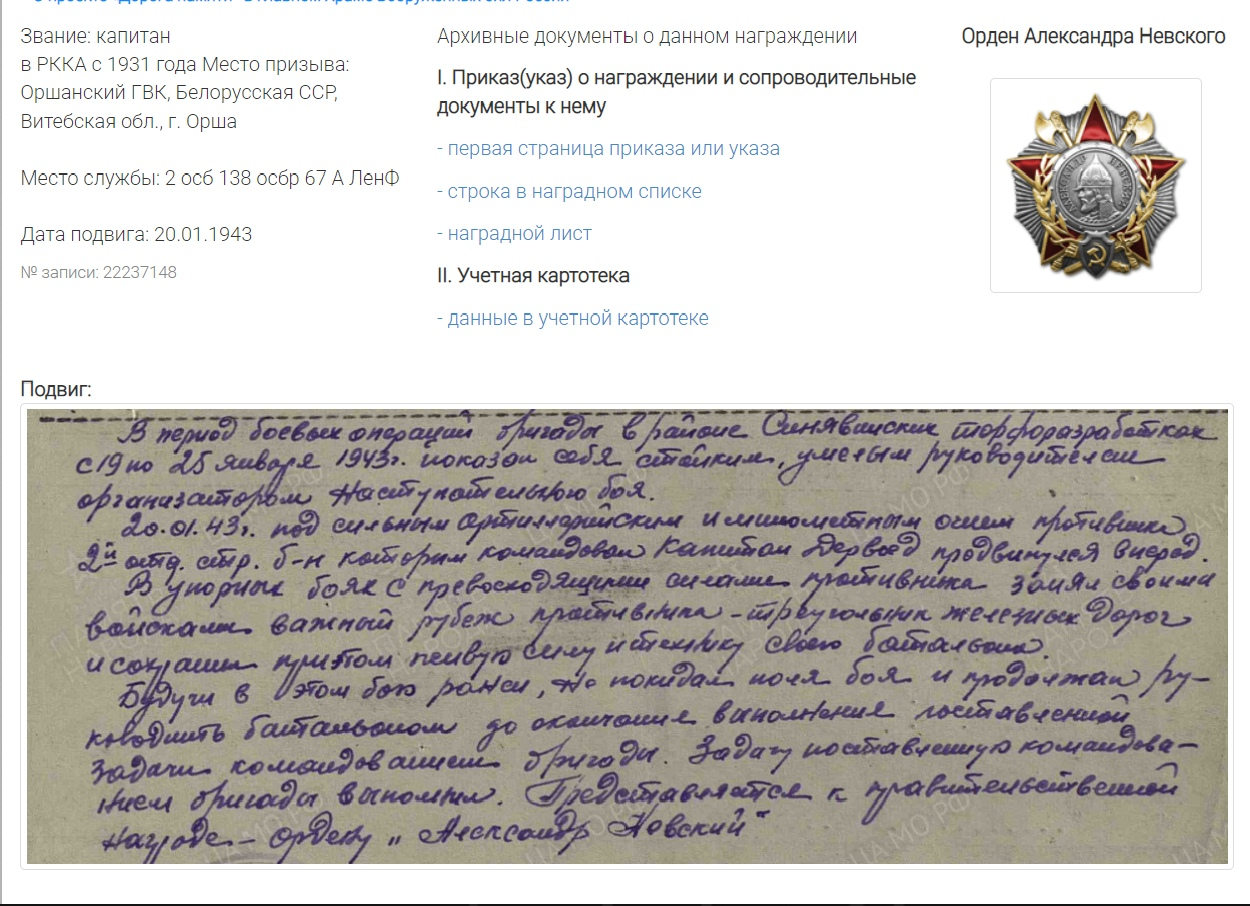 Звание: капитан
в РККА с 1931 года Место призыва:
Оршанский ГВК, Белорусская ССР,
Витебская обл., г. Орша
Место службы: 2 осб 138 осбр 67 А ЛенФ
Дата подвига: 20.01.1943
№ записи: 22237148
Архивные документы о данном награждении
I. Приказ(указ) о награждении и сопроводительные
документы к нему
- первая страница приказа или указа
- строка в наградном списке
- наградной лист
II. Учетная картотека
- данные в учетной картотеке
Орден Александра Невского
Подвиг:
В период боевых операций бригады в районе Синявинских торфоразработках
с 19 по 25 января 1943г. показал себя стойким, умелым руководителем
организатором наступательного боя.
20.01.43г. под сильным артиллерийским и минометным огнем противника
2й отд. стр. б-н которым командовал капитан продвинулся вперед.
В упорных боях с превосходящими силами противника занял своими
войсками важный рубеж противника - треугольник железных дорог
и сохранил притом живую силу и технику своего батальона.
Будучи в этом бою ранен, не покидал поля боя и продолжал ру-
ководить батальоном до окончания выполнения поставленной
задачи командованием бригады. Задачу поставленную командова-
нием бригады выполнил. Представляется к правительственной
награде - ордену „Александр Невский"